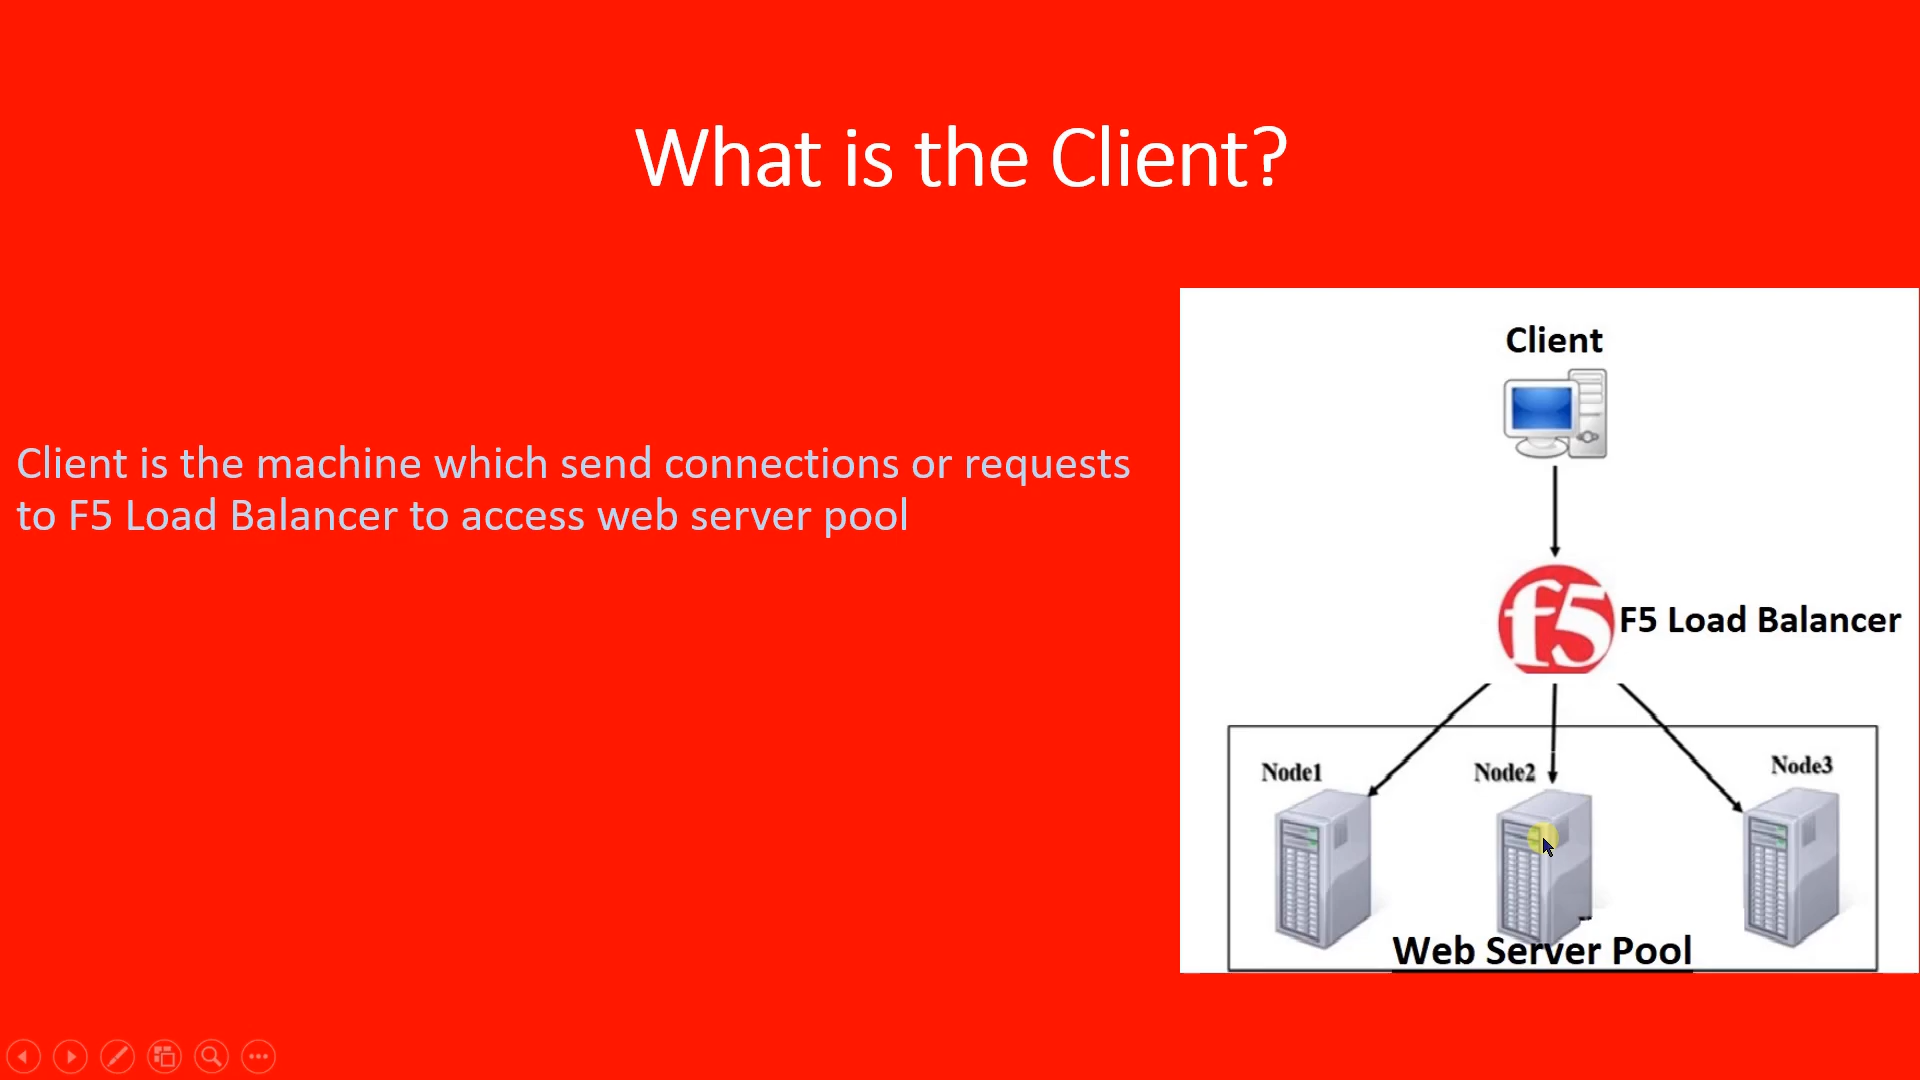 What is the Client?
Client is the machine which send connections or requests
to F5 Load Balancer to access web server pool
Client
f5
F5 Load Balancer
Node1
Node2
Node3
Web Server Pool